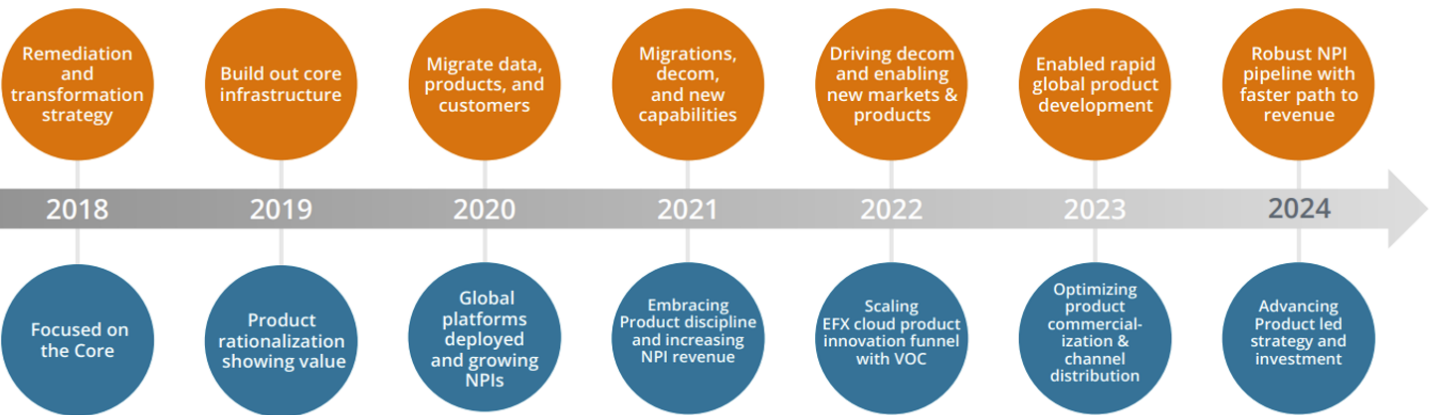 Remediation
and
transformation
strategy
Build out core
infrastructure
Migrate data,
products, and
customers
Migrations,
decom,
and new
capabilities
Driving decom
and enabling
new markets &
products
Enabled rapid
global product
development
Robust NPI
pipeline with
faster path to
revenue
2018
2019
2020
2021
2022
2023
2024
Focused on
the Core
Product
rationalization
showing value
Global
platforms
deployed
and growing
NPIs
Embracing
Product discipline
and increasing
NPI revenue
Scaling
EFX cloud product
innovation funnel
with VOC
Optimizing
product
commercial-
ization &
channel
distribution
Advancing
Product led
strategy and
investment